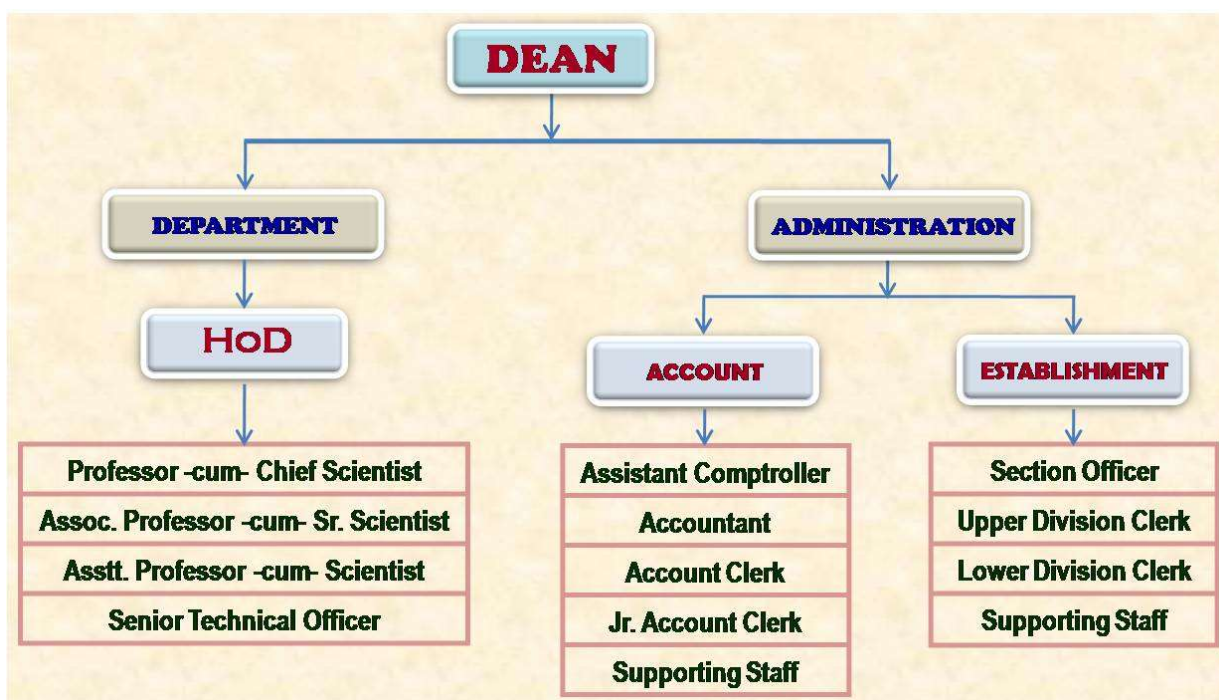 DEAN
DEPARTMENT
ADMINISTRATION
HoD
ACCOUNT
ESTABLISHMENT
Professor -cum- Chief Scientist
Assoc. Professor -cum- Sr. Scientist
Asstt. Professor -cum- Scientist
Senior Technical Officer
Assistant Comptroller
Accountant
Account Clerk
Jr. Account Clerk
Supporting Staff
Section Officer
Upper Division Clerk
Lower Division Clerk
Supporting Staff